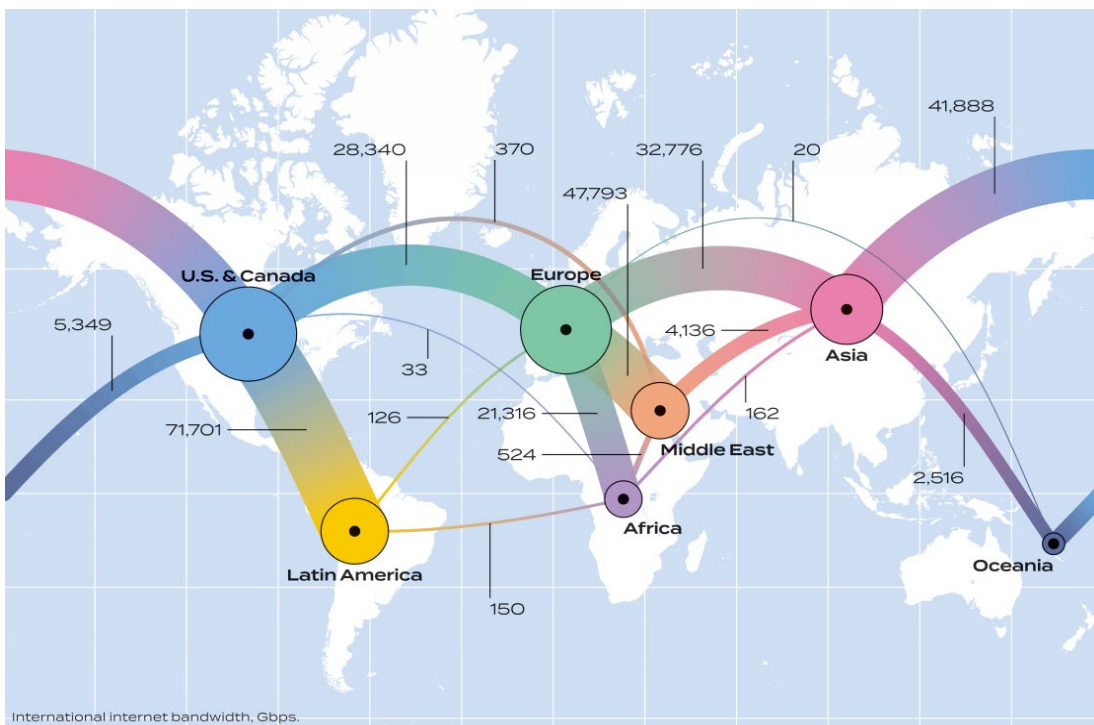 41,888
28,340
370
32,776
20
47,793
U.S. & Canada
Europe
5,349
4,136
Asia
33
126
21,316
162
71,701
Middle East
524
2,516
Africa
Oceania
Latin America
150
International internet bandwidth, Gbps.